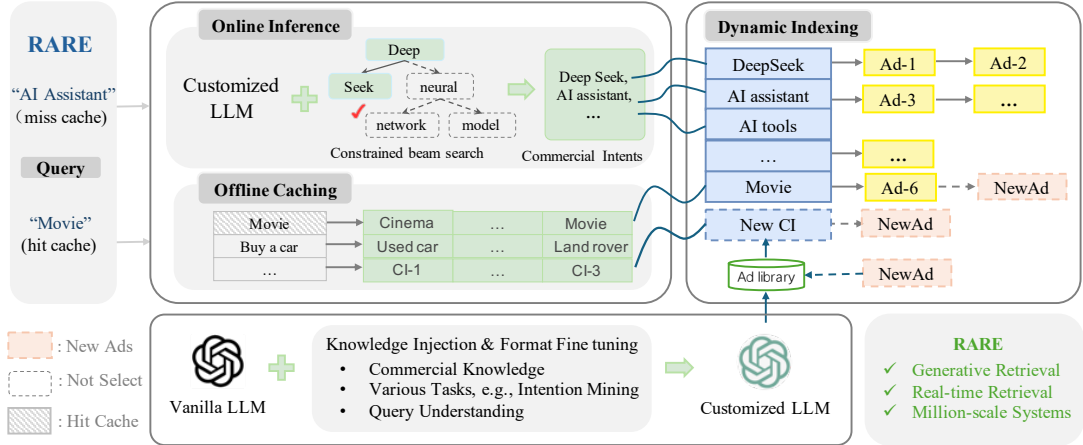 RARE
“AI Assistant”
（miss cache)
Query
“Movie”
(hit cache)
Online Inference
Customized
LLM
Deep
Seek
neural
network
model
Constrained beam search
Deep Seek,
AI assistant,
...
Commercial Intents
Offline Caching
Movie
Cinema
...
Movie
Buy a car
Used car
...
Land rover
...
CI-1
...
CI-3
Dynamic Indexing
DeepSeek
Ad-1
Ad-2
AI assistant
Ad-3
...
AI tools
...
...
Movie
Ad-6
NewAd
New CI
NewAd
Ad library
NewAd
: New Ads
: Not Select
: Hit Cache
Vanilla LLM
Knowledge Injection & Format Fine tuning
• Commercial Knowledge
• Various Tasks, e.g., Intention Mining
• Query Understanding
Customized LLM
RARE
✓ Generative Retrieval
✓ Real-time Retrieval
✓ Million-scale Systems